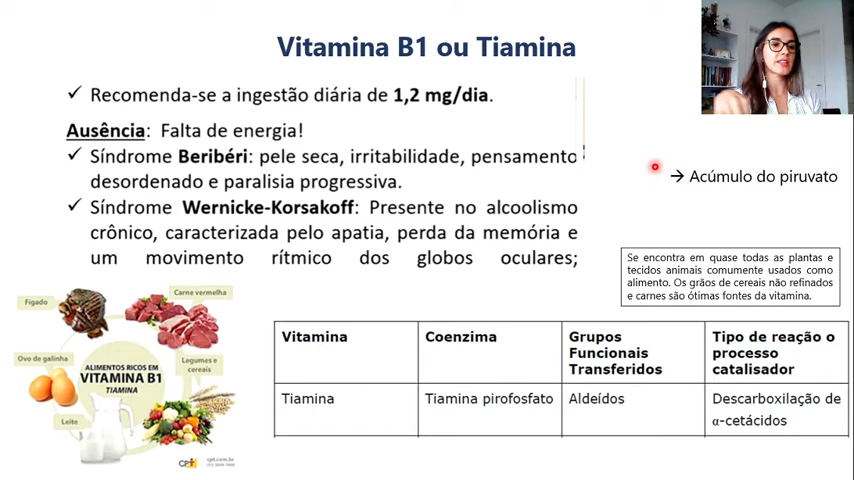 Vitamina B1 ou Tiamina
✓ Recomenda-se a ingestão diária de 1,2 mg/dia.
Ausência: Falta de energia!
✓ Síndrome Beribéri: pele seca, irritabilidade, pensamento
desordenado e paralisia progressiva.
✓ Síndrome Wernicke-Korsakoff: Presente no alcoolismo
crônico, caracterizada pelo apatia, perda da memória e
um movimento rítmico dos globos oculares;
→ Acúmulo do piruvato
Se encontra em quase todas as plantas e
tecidos animais comumente usados como
alimento. Os grãos de cereais não refinados
e carnes são ótimas fontes da vitamina.
Fígado
Carne vermelha
Ovo de galinha
ALIMENTOS RICOS EM
VITAMINA B1
TIAMINA
Legumes e
cereais
Leite
CPT
cpt.com.br
Vitamina Coenzima Grupos Funcionais Transferidos Tipo de reação o processo catalisador
Tiamina Tiamina pirofosfato Aldeídos Descarboxilação de α-cetácidos